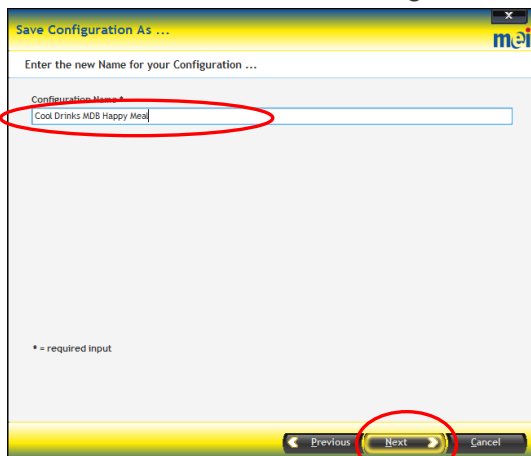 Save Configuration As ...
x
mei
Enter the new Name for your Configuration ...
Configuration Name *
Cool Drinks MDB Happy Meal
* = required input
Previous
Next
Cancel